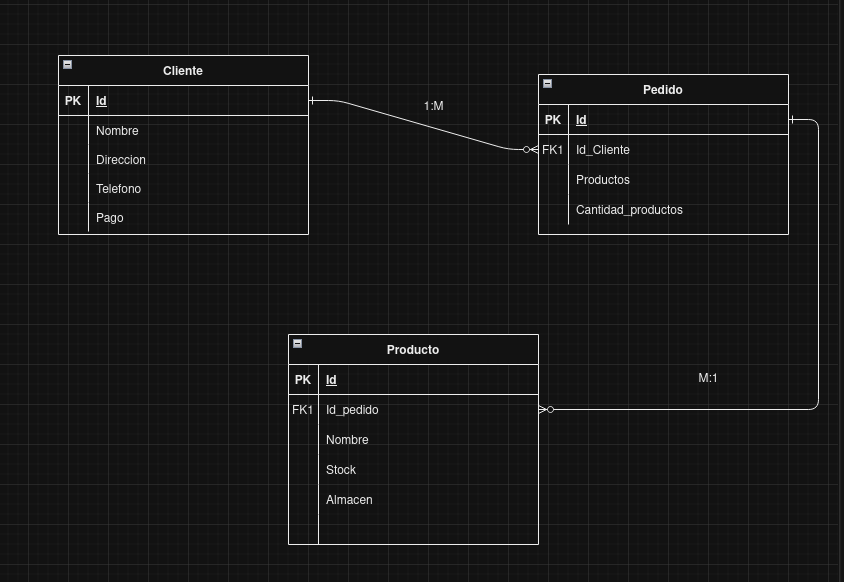 Cliente
PK Id
Nombre
Direccion
Telefono
Pago
1:M
Pedido
PK Id
FK1 Id_Cliente
Productos
Cantidad_productos
Producto
PK Id
FK1 Id_pedido
Nombre
Stock
Almacen
M:1